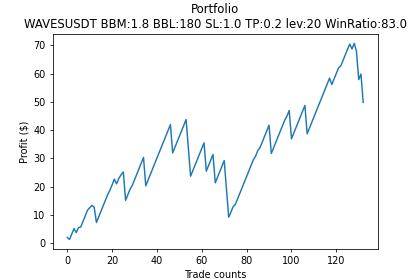 Portfolio
WAVESUSDT BBM:1.8 BBL:180 SL:1.0 TP:0.2 lev:20 WinRatio:83.0
70
60
50
40
30
20
10
0
Profit ($)
0 20 40 60 80 100 120
Trade counts